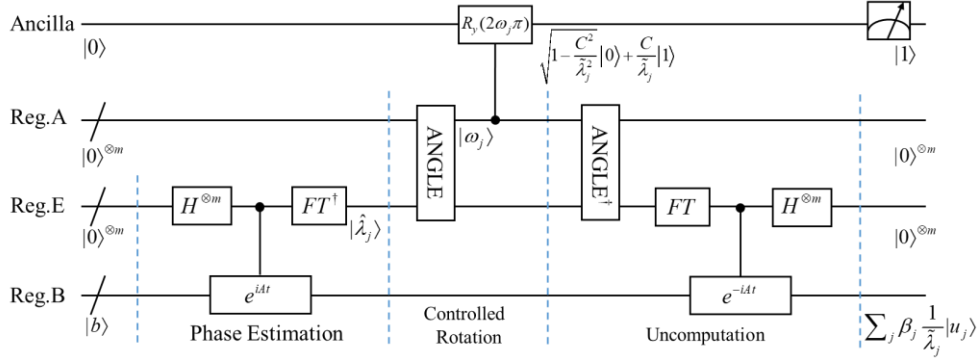 Ancilla
R_y(2ω_jπ)
|0⟩
√(1−C²/λ̃_j²)|0⟩+C/λ̃_j|1⟩
|1⟩
Reg.A
|0⟩^⊗m
ANGLE
|ω_j⟩
ANGLE†
|0⟩^⊗m
Reg.E
H^⊗m
FT†
FT
H^⊗m
|0⟩^⊗m
|λ̂_j⟩
|0⟩^⊗m
Reg.B
e^{iAt}
e^{−iAt}
|b⟩
Phase Estimation
Controlled
Rotation
Uncomputation
∑_j β_j 1/λ̃_j |u_j⟩